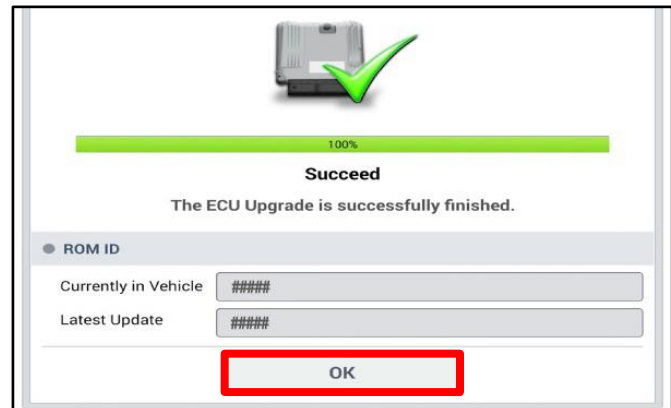 100%
Succeed
The ECU Upgrade is successfully finished.
ROM ID
Currently in Vehicle #####
Latest Update #####
OK